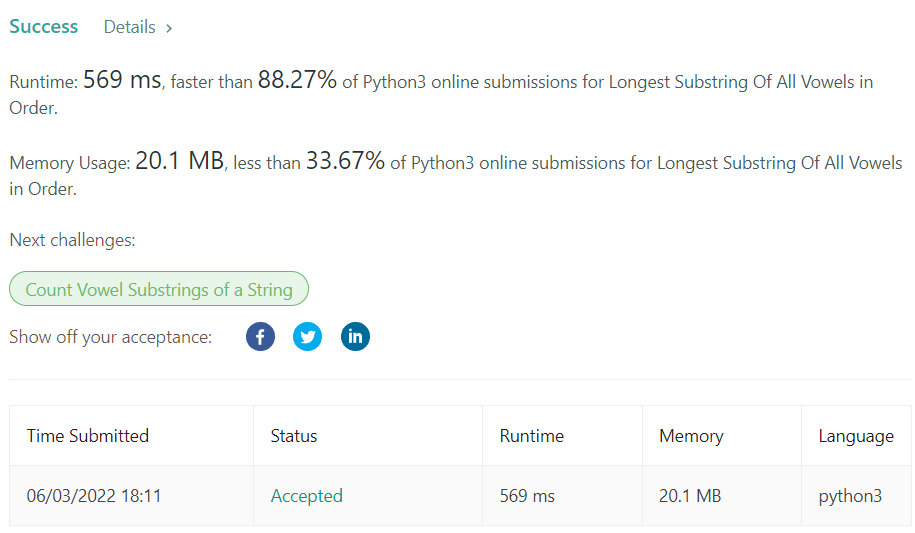 Success Details >
Runtime: 569 ms, faster than 88.27% of Python3 online submissions for Longest Substring Of All Vowels in
Order.
Memory Usage: 20.1 MB, less than 33.67% of Python3 online submissions for Longest Substring Of All Vowels
in Order.
Next challenges:
Count Vowel Substrings of a String
Show off your acceptance: f in
Time Submitted Status Runtime Memory Language
06/03/2022 18:11 Accepted 569 ms 20.1 MB python3